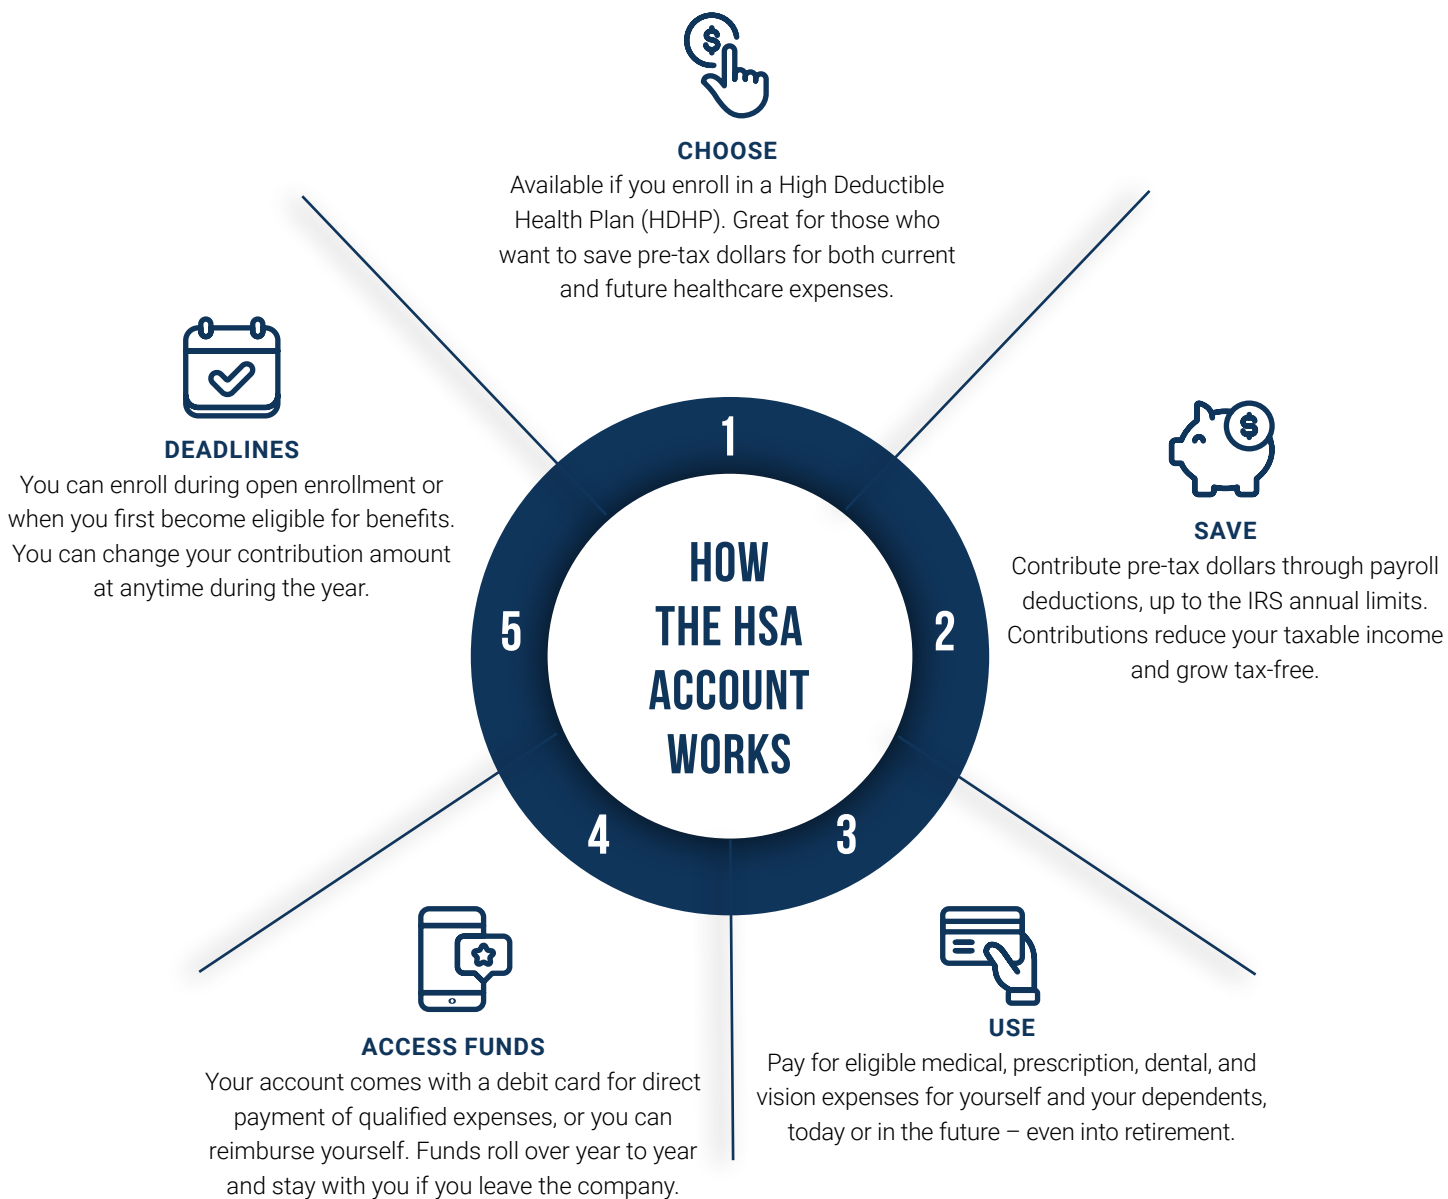 $
CHOOSE
Available if you enroll in a High Deductible
Health Plan (HDHP). Great for those who
want to save pre-tax dollars for both current
and future healthcare expenses.
1
HOW
THE HSA
ACCOUNT
WORKS
2
$
SAVE
Contribute pre-tax dollars through payroll
deductions, up to the IRS annual limits.
Contributions reduce your taxable income
and grow tax-free.
3
USE
Pay for eligible medical, prescription, dental, and
vision expenses for yourself and your dependents,
today or in the future – even into retirement.
4
ACCESS FUNDS
Your account comes with a debit card for direct
payment of qualified expenses, or you can
reimburse yourself. Funds roll over year to year
and stay with you if you leave the company.
5
DEADLINES
You can enroll during open enrollment or
when you first become eligible for benefits.
You can change your contribution amount
at anytime during the year.